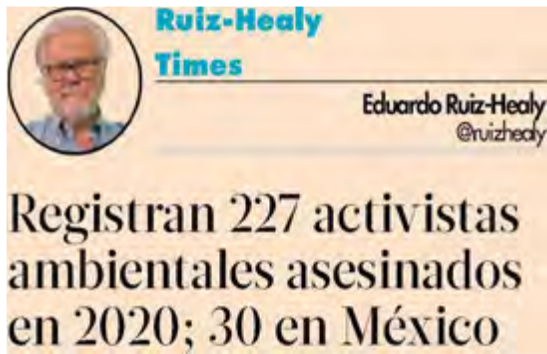 Ruiz-Healy
Times
Eduardo Ruiz-Healy
@ruizhealy
Registran 227 activistas
ambientales asesinados
en 2020; 30 en México